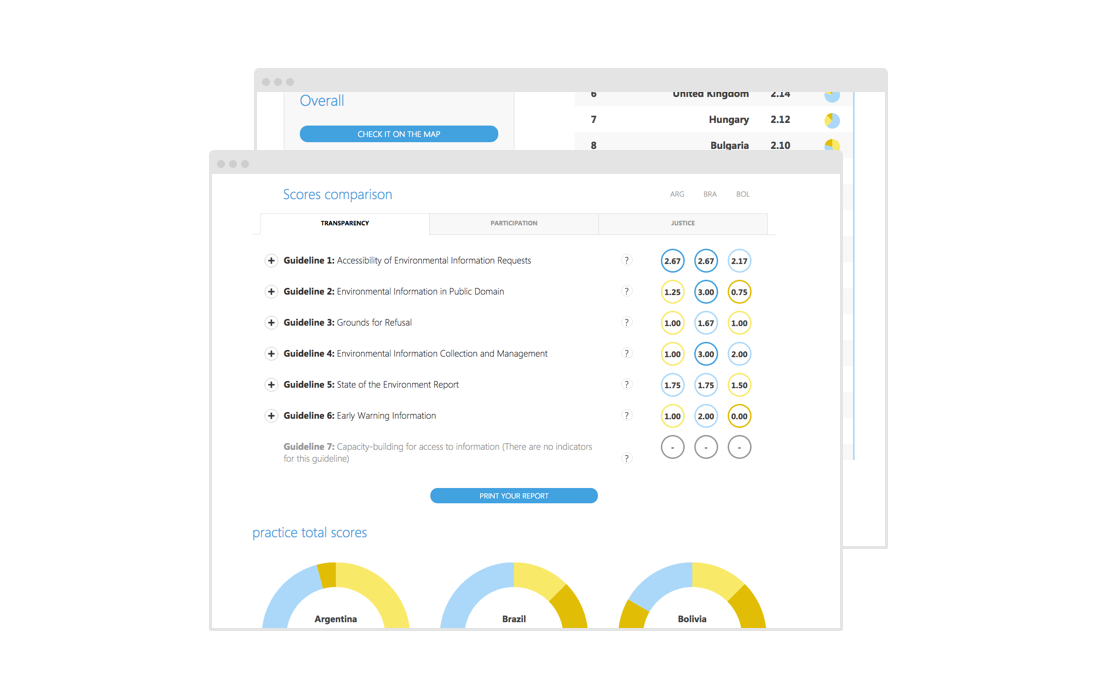 Overall
CHECK IT ON THE MAP
6 United Kingdom 2.14
7 Hungary 2.12
8 Bulgaria 2.10
Scores comparison ARG BRA BOL
TRANSPARENCY PARTICIPATION JUSTICE
+ Guideline 1: Accessibility of Environmental Information Requests ? 2.67 2.67 2.17
+ Guideline 2: Environmental Information in Public Domain ? 1.25 3.00 0.75
+ Guideline 3: Grounds for Refusal ? 1.00 1.67 1.00
+ Guideline 4: Environmental Information Collection and Management ? 1.00 3.00 2.00
+ Guideline 5: State of the Environment Report ? 1.75 1.75 1.50
+ Guideline 6: Early Warning Information ? 1.00 2.00 0.00
Guideline 7: Capacity-building for access to information (There are no indicators - - -
for this guideline) ?
PRINT YOUR REPORT
practice total scores
Argentina Brazil Bolivia